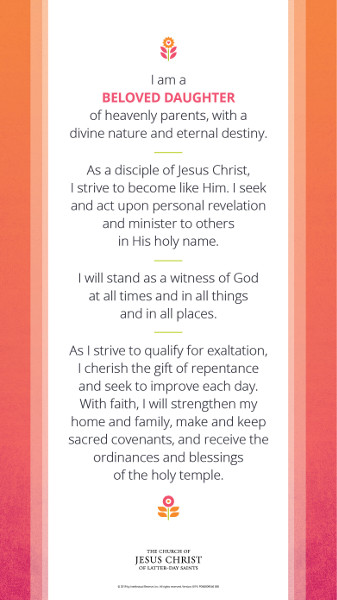 I am a
BELOVED DAUGHTER
of heavenly parents, with a
divine nature and eternal destiny.
As a disciple of Jesus Christ,
I strive to become like Him. I seek
and act upon personal revelation
and minister to others
in His holy name.
I will stand as a witness of God
at all times and in all things
and in all places.
As I strive to qualify for exaltation,
I cherish the gift of repentance
and seek to improve each day.
With faith, I will strengthen my
home and family, make and keep
sacred covenants, and receive the
ordinances and blessings
of the holy temple.
THE CHURCH OF
JESUS CHRIST
OF LATTER-DAY SAINTS